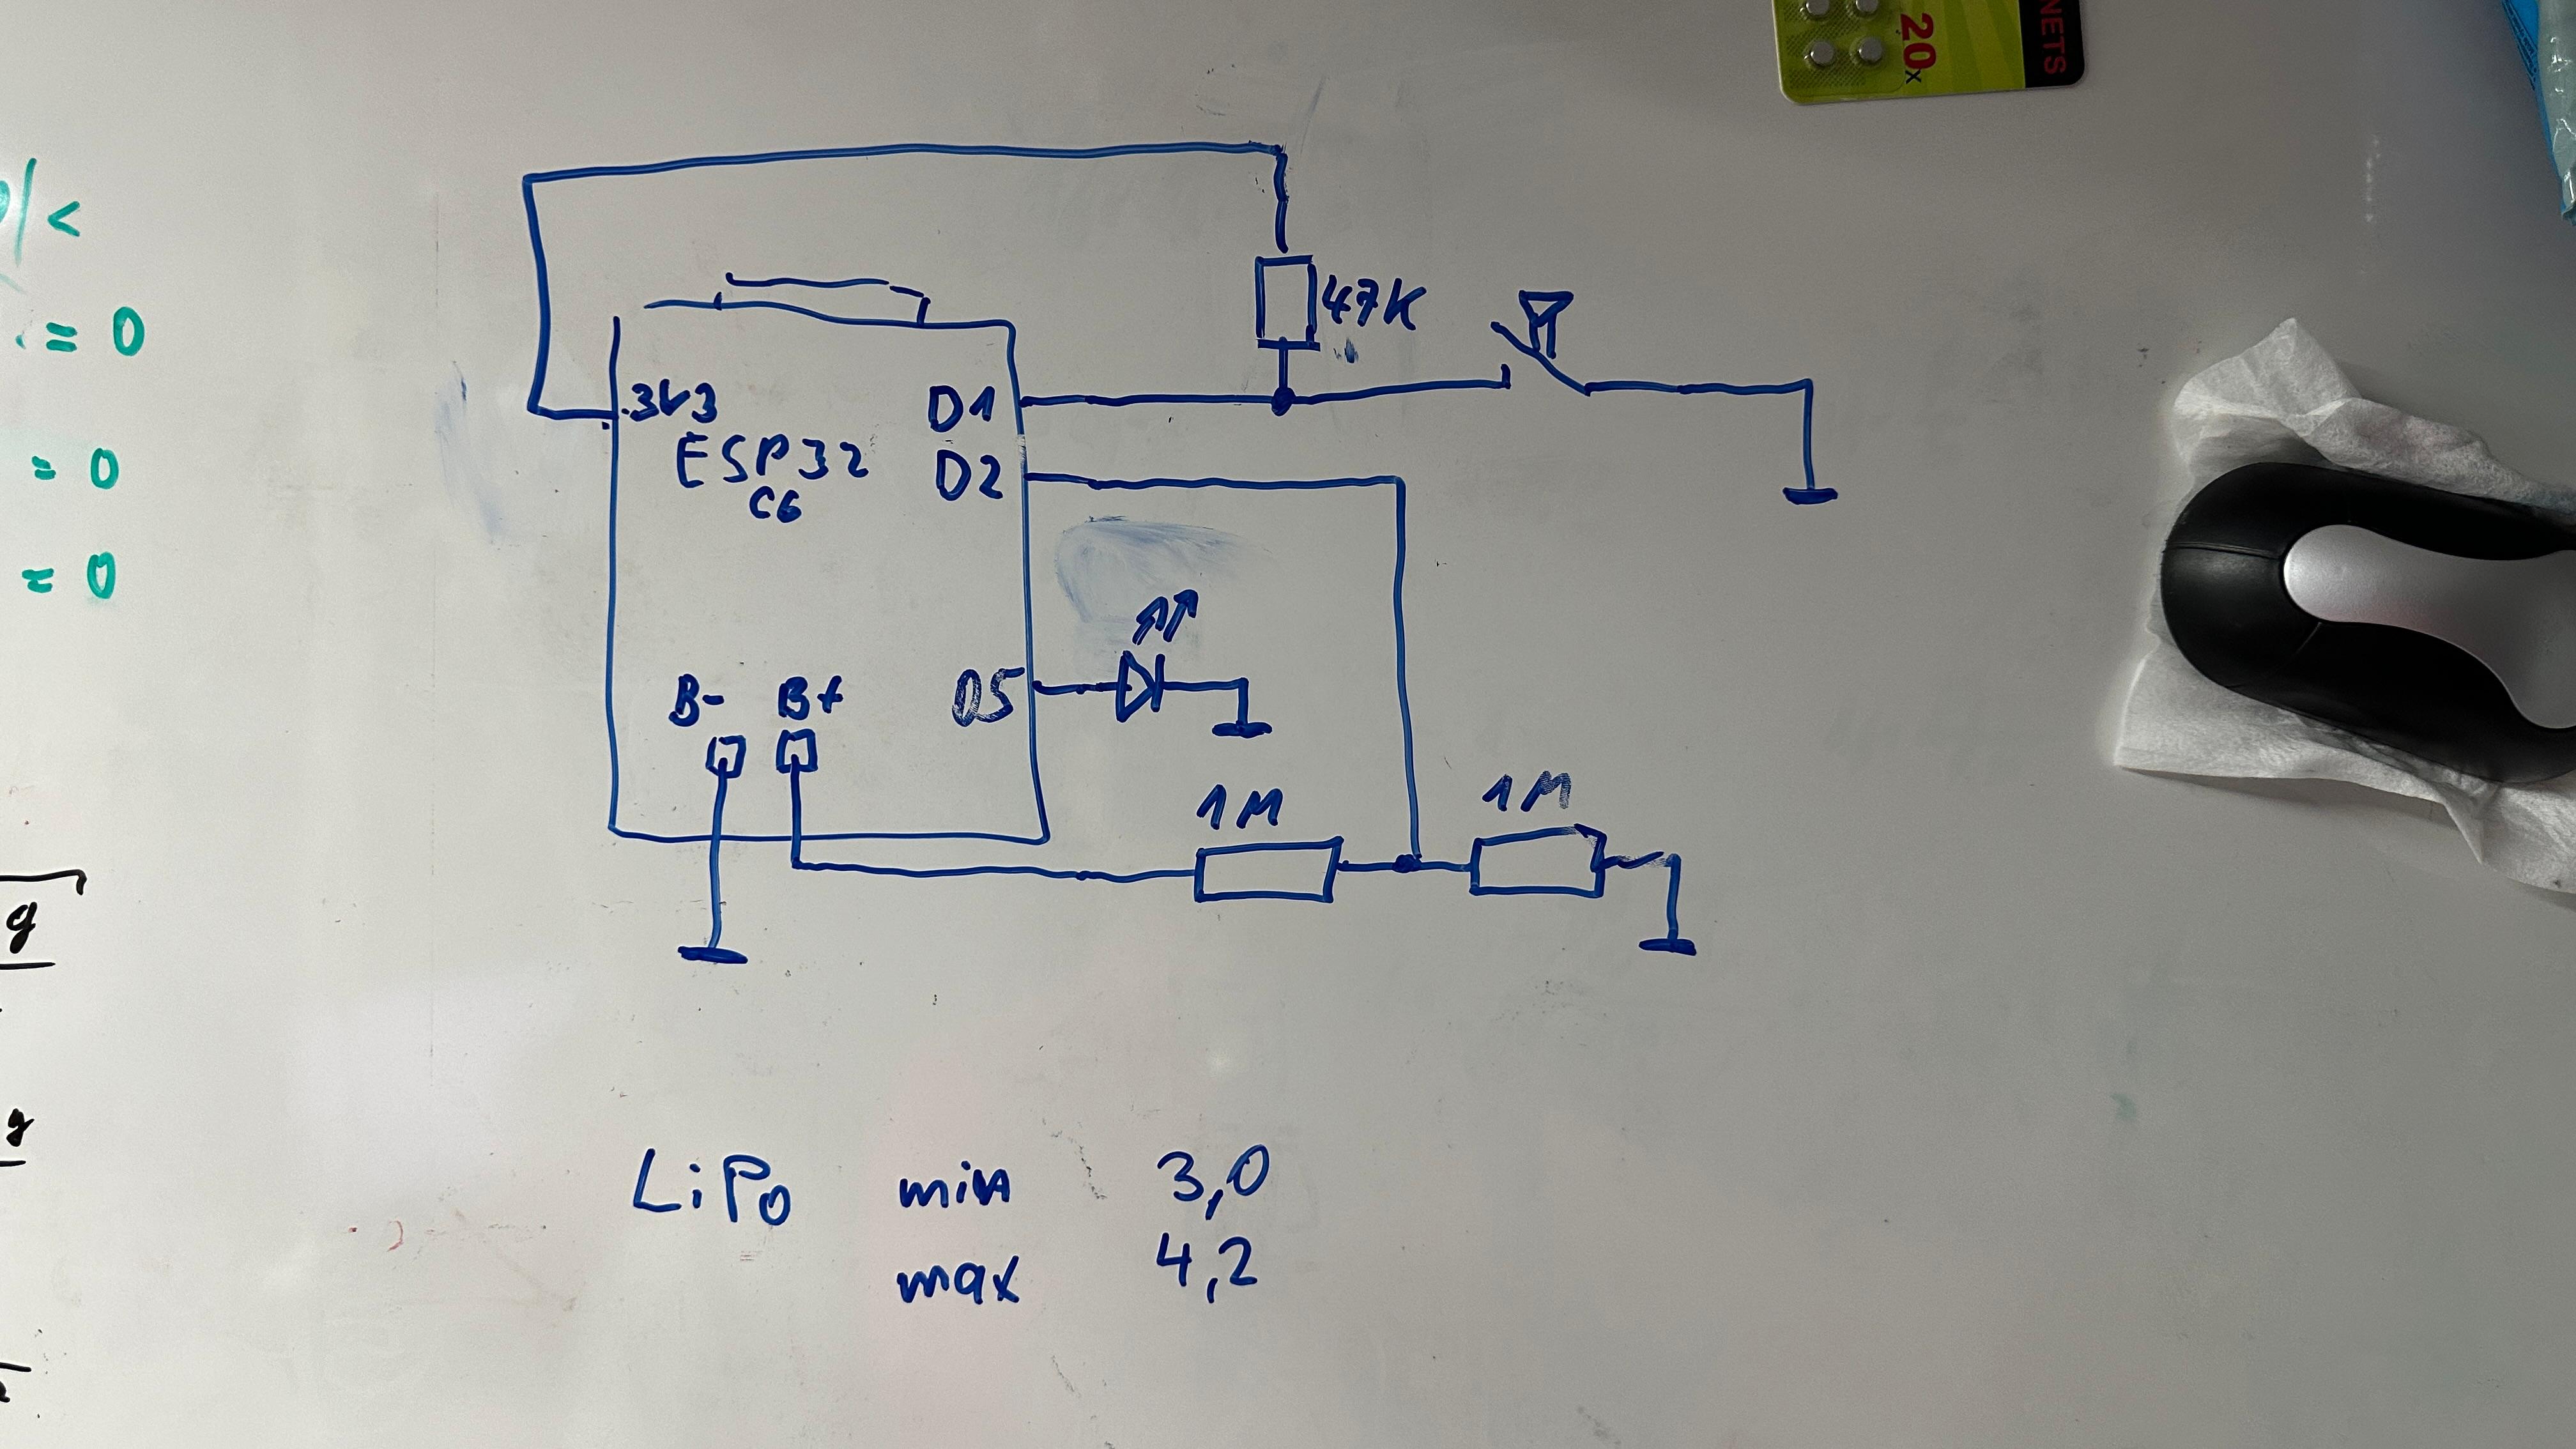 NETS
20x
<
= 0
= 0
= 0
g
g
47K
3V3
D1
ESP32
D2
C6
D5
B- B+
1M
1M
LiPo min 3,0
max 4,2